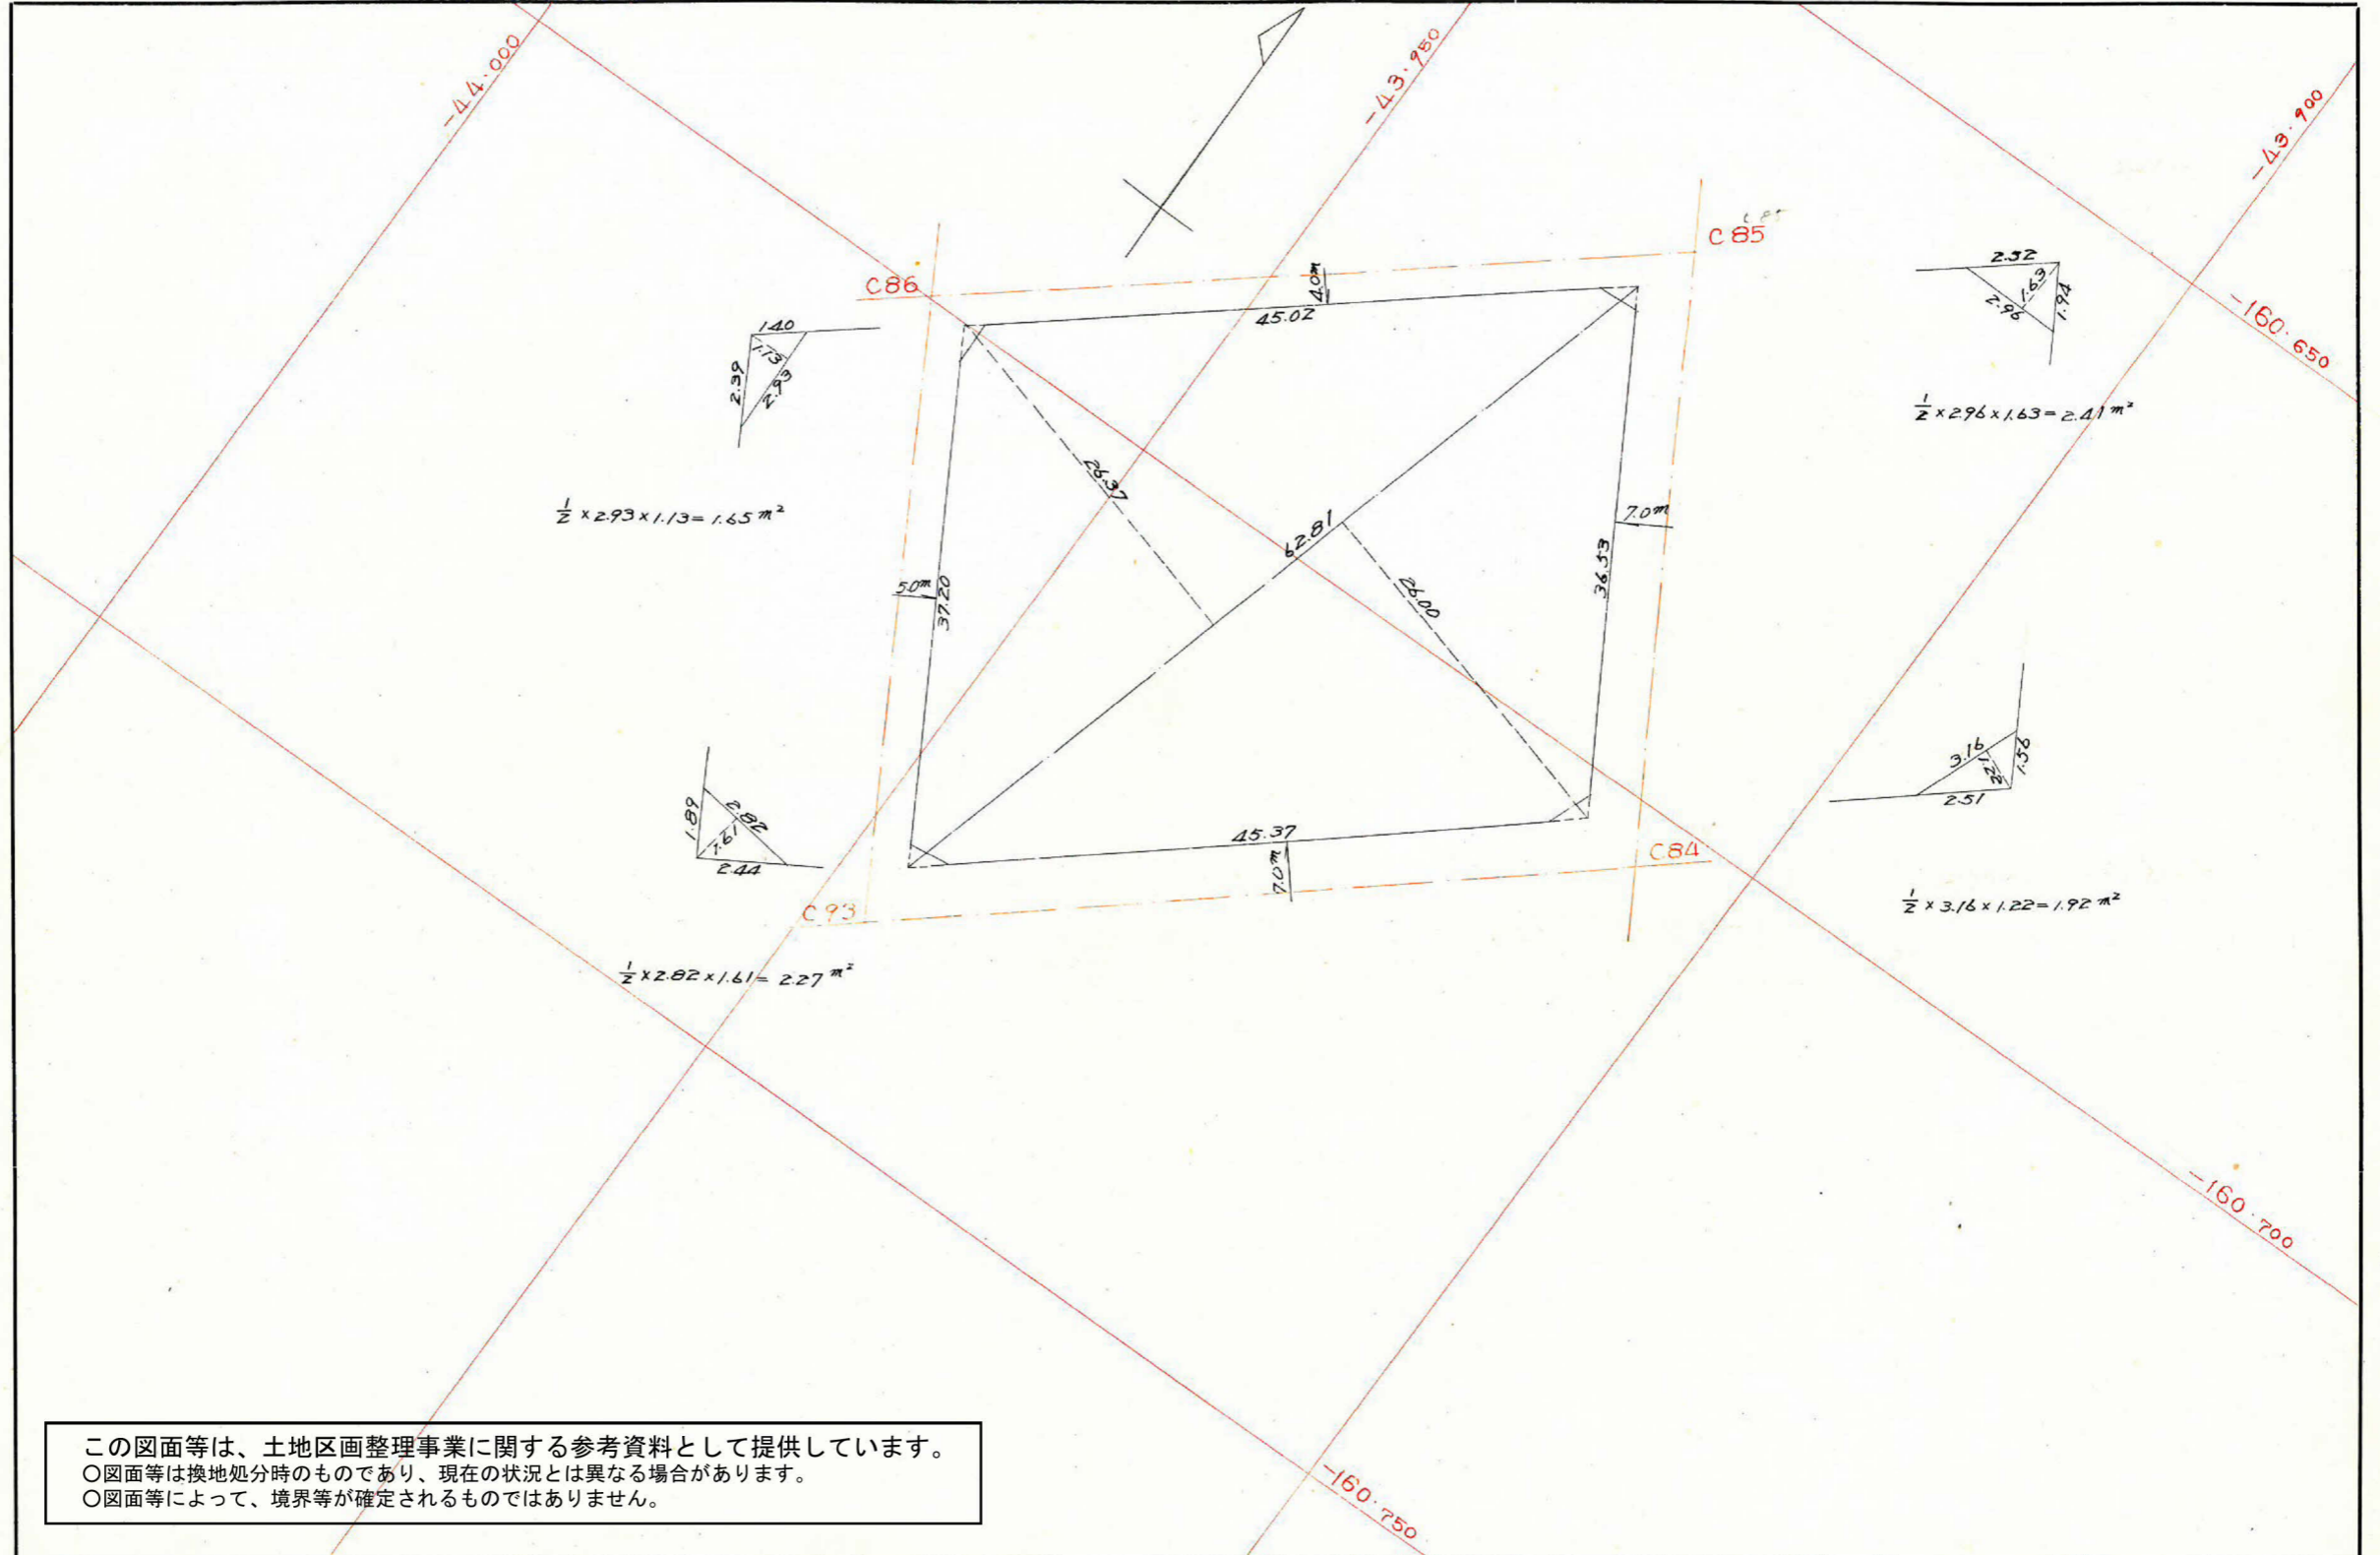 -44.000
-43.950
-43.900
C85
C86
4.0m
45.02
2.52
1.63
2.96
1.94
-160.650
1.40
1.13
2.39
2.93
½×2.96×1.63=2.41m²
26.37
½×2.93×1.13=1.65m²
62.81
7.0m
36.53
26.00
5.0m
37.20
3.16
1.22
1.56
2.51
1.89
2.82
1.61
2.44
45.37
7.0m
C84
C93
½×3.16×1.22=1.92m²
½×2.82×1.61=2.27m²
-160.700
-160.750
この図面等は、土地区画整理事業に関する参考資料として提供しています。
○図面等は換地処分時のものであり、現在の状況とは異なる場合があります。
○図面等によって、境界等が確定されるものではありません。